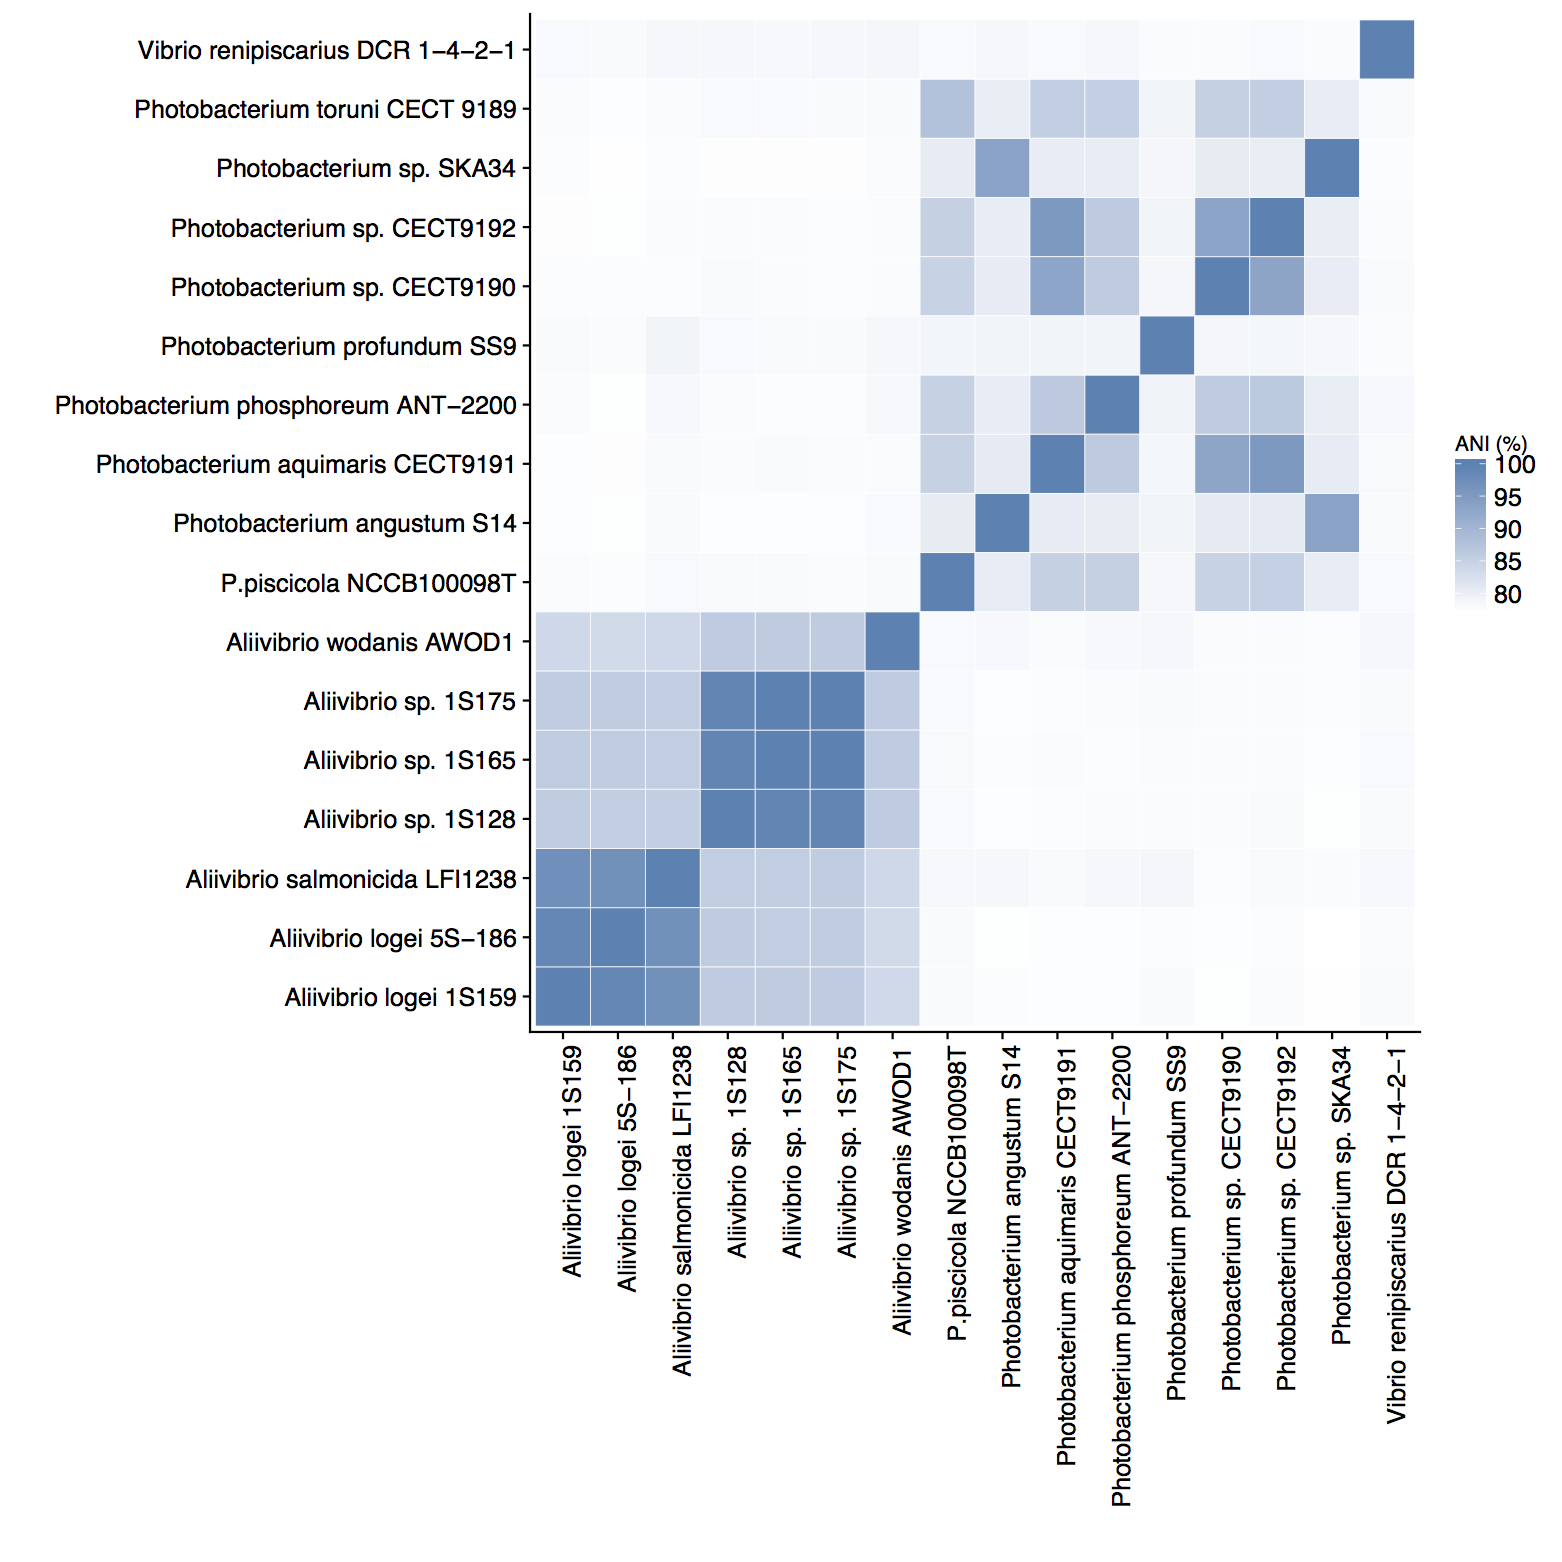 Vibrio renipiscarius DCR 1−4−2−1
Photobacterium toruni CECT 9189
Photobacterium sp. SKA34
Photobacterium sp. CECT9192
Photobacterium sp. CECT9190
Photobacterium profundum SS9
Photobacterium phosphoreum ANT−2200
Photobacterium aquimaris CECT9191
Photobacterium angustum S14
P.piscicola NCCB100098T
Aliivibrio wodanis AWOD1
Aliivibrio sp. 1S175
Aliivibrio sp. 1S165
Aliivibrio sp. 1S128
Aliivibrio salmonicida LFI1238
Aliivibrio logei 5S−186
Aliivibrio logei 1S159
Aliivibrio logei 1S159
Aliivibrio logei 5S−186
Aliivibrio salmonicida LFI1238
Aliivibrio sp. 1S128
Aliivibrio sp. 1S165
Aliivibrio sp. 1S175
Aliivibrio wodanis AWOD1
P.piscicola NCCB100098T
Photobacterium angustum S14
Photobacterium aquimaris CECT9191
Photobacterium phosphoreum ANT−2200
Photobacterium profundum SS9
Photobacterium sp. CECT9190
Photobacterium sp. CECT9192
Photobacterium sp. SKA34
Vibrio renipiscarius DCR 1−4−2−1
ANI (%)
100
95
90
85
80